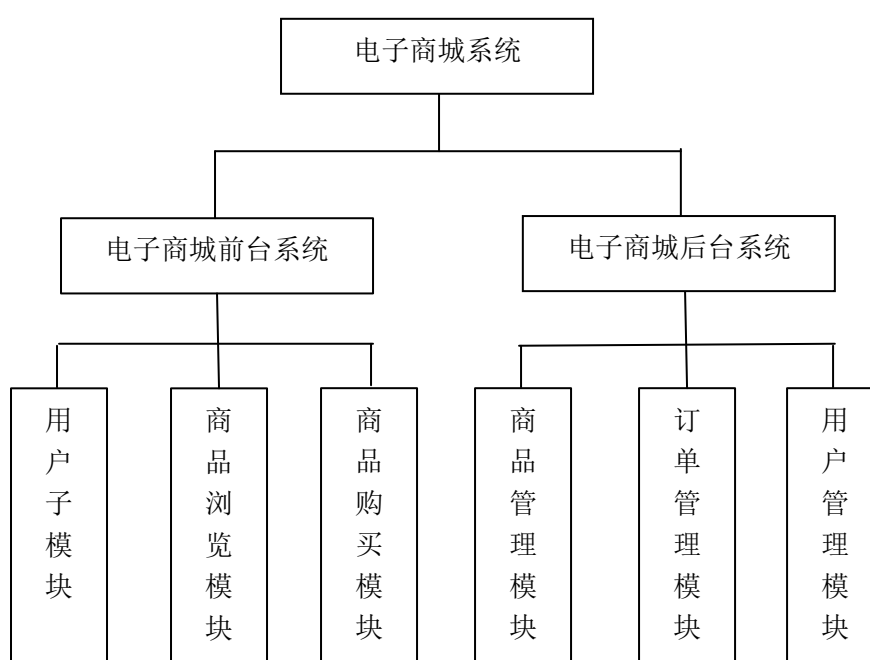 电子商城系统
电子商城前台系统
电子商城后台系统
用户子模块
商品浏览模块
商品购买模块
商品管理模块
订单管理模块
用户管理模块